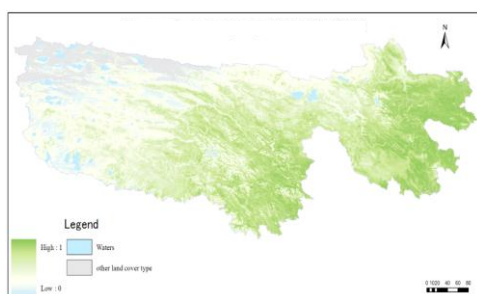 N
Legend
High : 1
Waters
other land cover type
Low : 0